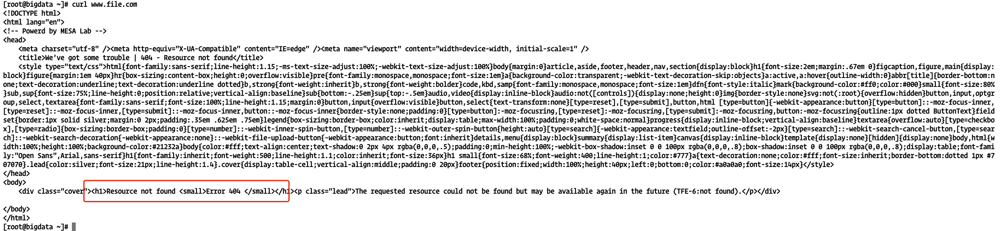 [root@bigdata ~]# curl www.file.com
<!DOCTYPE html>
<html lang="en">
<!-- Powerd by MESA Lab -->
<head>
    <meta charset="utf-8" /><meta http-equiv="X-UA-Compatible" content="IE=edge" /><meta name="viewport" content="width=device-width, initial-scale=1" />
    <title>We've got some trouble | 404 - Resource not found</title>
    <style type="text/css">html{font-family:sans-serif;line-height:1.15;-ms-text-size-adjust:100%;-webkit-text-size-adjust:100%}body{margin:0}article,aside,footer,header,nav,section{display:block}h1{font-size:2em;margin:.67em 0}figcaption,figure,main{display:
block}figure{margin:1em 40px}hr{box-sizing:content-box;height:0;overflow:visible}pre{font-family:monospace,monospace;font-size:1em}a{background-color:transparent;-webkit-text-decoration-skip:objects}a:active,a:hover{outline-width:0}abbr[title]{border-bottom:n
one;text-decoration:underline;text-decoration:underline dotted}b,strong{font-weight:inherit}b,strong{font-weight:bolder}code,kbd,samp{font-family:monospace,monospace;font-size:1em}dfn{font-style:italic}mark{background-color:#ff0;color:#000}small{font-size:80%
}sub,sup{font-size:75%;line-height:0;position:relative;vertical-align:baseline}sub{bottom:-.25em}sup{top:-.5em}audio,video{display:inline-block}audio:not([controls]){display:none;height:0}img{border-style:none}svg:not(:root){overflow:hidden}button,input,optgr
oup,select,textarea{font-family:sans-serif;font-size:100%;line-height:1.15;margin:0}button,input{overflow:visible}button,select{text-transform:none}[type=reset],[type=submit],button,html [type=button]{-webkit-appearance:button}[type=button]::-moz-focus-inner,
[type=reset]::-moz-focus-inner,[type=submit]::-moz-focus-inner,button::-moz-focus-inner{border-style:none;padding:0}[type=button]:-moz-focusring,[type=reset]:-moz-focusring,[type=submit]:-moz-focusring,button:-moz-focusring{outline:1px dotted ButtonText}field
set{border:1px solid silver;margin:0 2px;padding:.35em .625em .75em}legend{box-sizing:border-box;color:inherit;display:table;max-width:100%;padding:0;white-space:normal}progress{display:inline-block;vertical-align:baseline}textarea{overflow:auto}[type=checkbo
x],[type=radio]{box-sizing:border-box;padding:0}[type=number]::-webkit-inner-spin-button,[type=number]::-webkit-outer-spin-button{height:auto}[type=search]{-webkit-appearance:textfield;outline-offset:-2px}[type=search]::-webkit-search-cancel-button,[type=sear
ch]::-webkit-search-decoration{-webkit-appearance:none}::-webkit-file-upload-button{-webkit-appearance:button;font:inherit}details,menu{display:block}summary{display:list-item}canvas{display:inline-block}template{display:none}[hidden]{display:none}body,html{w
idth:100%;height:100%;background-color:#21232a}body{color:#fff;text-align:center;text-shadow:0 2px 4px rgba(0,0,0,.5);padding:0;min-height:100%;-webkit-box-shadow:inset 0 0 100px rgba(0,0,0,.8);box-shadow:inset 0 0 100px rgba(0,0,0,.8);display:table;font-fami
ly:"Open Sans",Arial,sans-serif}h1{font-family:inherit;font-weight:500;line-height:1.1;color:inherit;font-size:36px}h1 small{font-size:68%;font-weight:400;line-height:1;color:#777}a{text-decoration:none;color:#fff;font-size:inherit;border-bottom:dotted 1px #7
07070}.lead{color:silver;font-size:21px;line-height:1.4}.cover{display:table-cell;vertical-align:middle;padding:0 20px}footer{position:fixed;width:100%;height:40px;left:0;bottom:0;color:#a0a0a0;font-size:14px}</style>
</head>
<body>
    <div class="cover"><h1>Resource not found <small>Error 404 </small></h1><p class="lead">The requested resource could not be found but may be available again in the future (TFE-6:not found).</p></div>
</body>
</html>
[root@bigdata ~]#